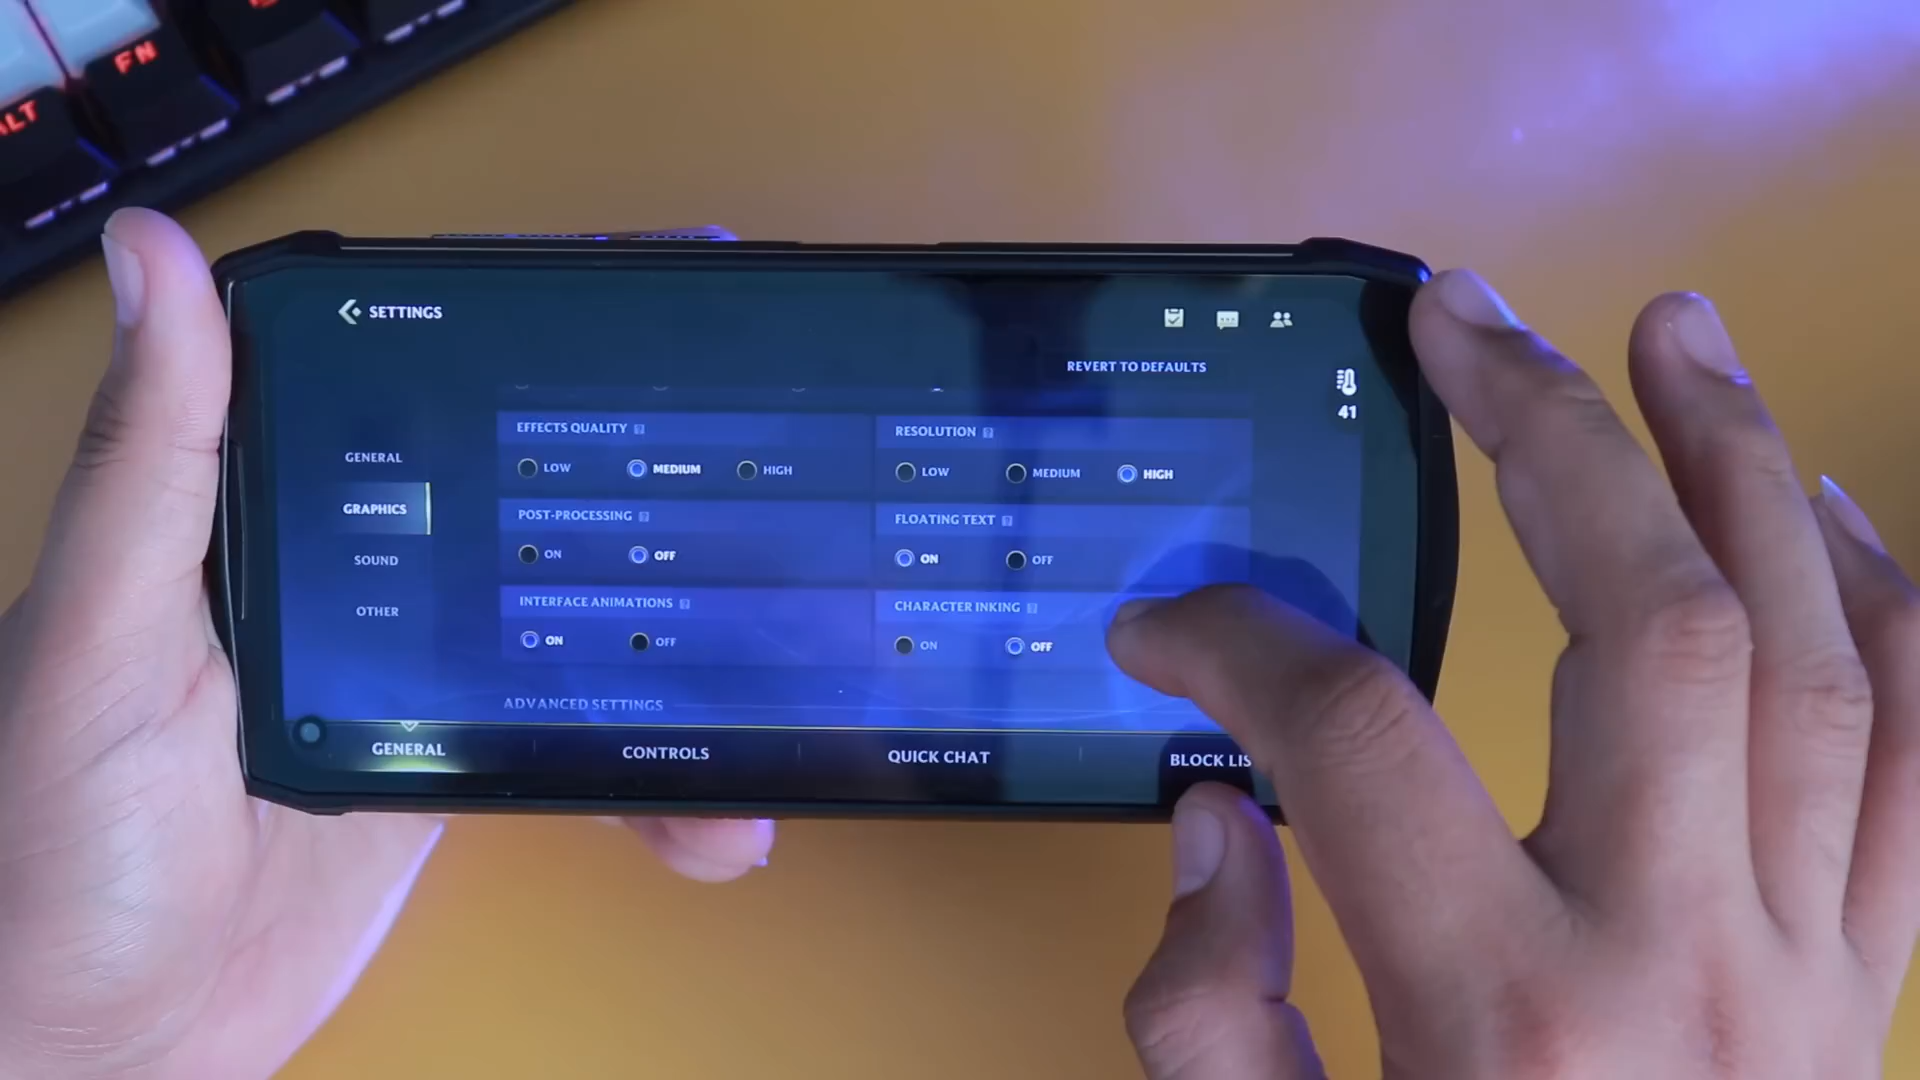 FN
ALT
SETTINGS
REVERT TO DEFAULTS
41
EFFECTS QUALITY ?
RESOLUTION ?
GENERAL
LOW MEDIUM HIGH
LOW MEDIUM HIGH
GRAPHICS
POST-PROCESSING ?
FLOATING TEXT ?
SOUND
ON OFF
ON OFF
OTHER
INTERFACE ANIMATIONS ?
CHARACTER INKING ?
ON OFF
ON OFF
ADVANCED SETTINGS
GENERAL CONTROLS QUICK CHAT BLOCK LIS